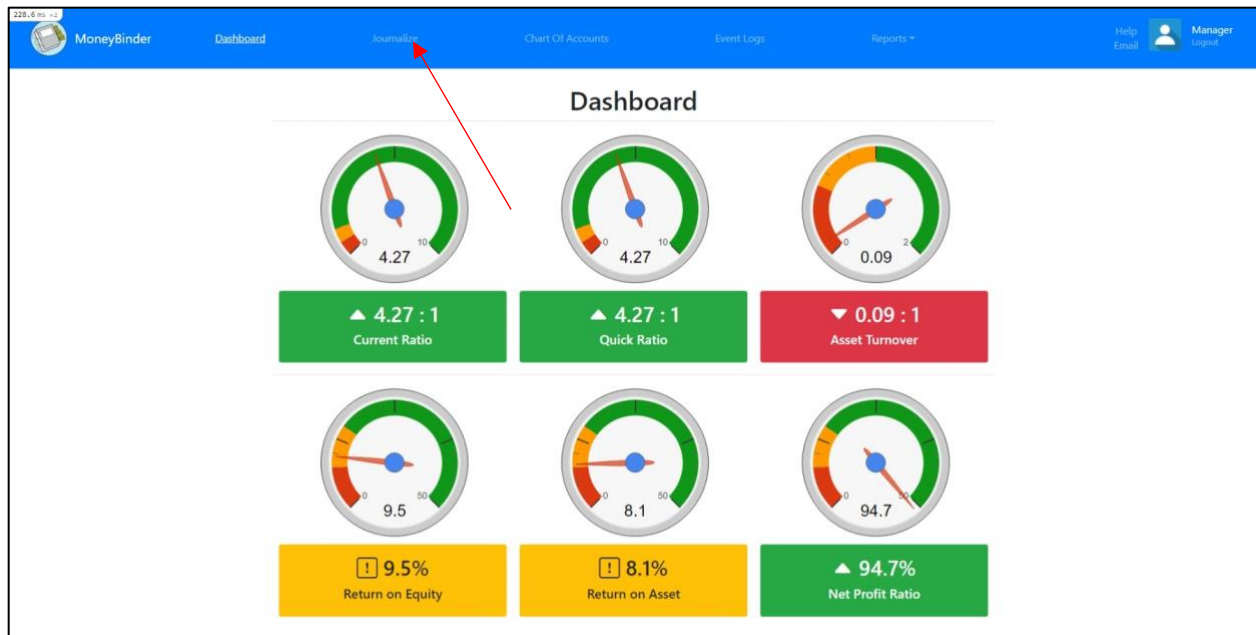 228.6 ms ×2
MoneyBinder
Dashboard
Journalize
Chart Of Accounts
Event Logs
Reports
Help
Email
Manager
Logout
Dashboard
0 10
4.27
0 10
4.27
0 2
0.09
4.27 : 1
Current Ratio
4.27 : 1
Quick Ratio
0.09 : 1
Asset Turnover
0 50
9.5
0 50
8.1
0 50
94.7
! 9.5%
Return on Equity
! 8.1%
Return on Asset
94.7%
Net Profit Ratio